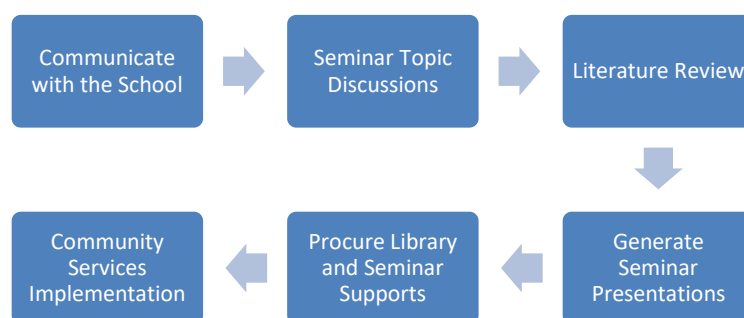 Communicate
with the School
Seminar Topic
Discussions
Literature Review
Generate
Seminar
Presentations
Procure Library
and Seminar
Supports
Community
Services
Implementation